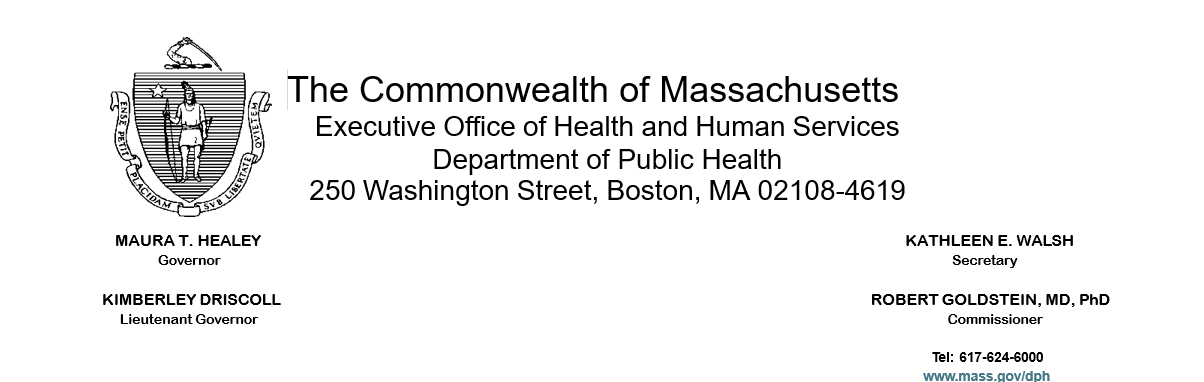 The Commonwealth of Massachusetts
Executive Office of Health and Human Services
Department of Public Health
250 Washington Street, Boston, MA 02108-4619
ENSE PETIT
PLACIDAM
SVB LIBERTATE
QVIETEM
MAURA T. HEALEY
Governor
KIMBERLEY DRISCOLL
Lieutenant Governor
KATHLEEN E. WALSH
Secretary
ROBERT GOLDSTEIN, MD, PhD
Commissioner
Tel: 617-624-6000
www.mass.gov/dph